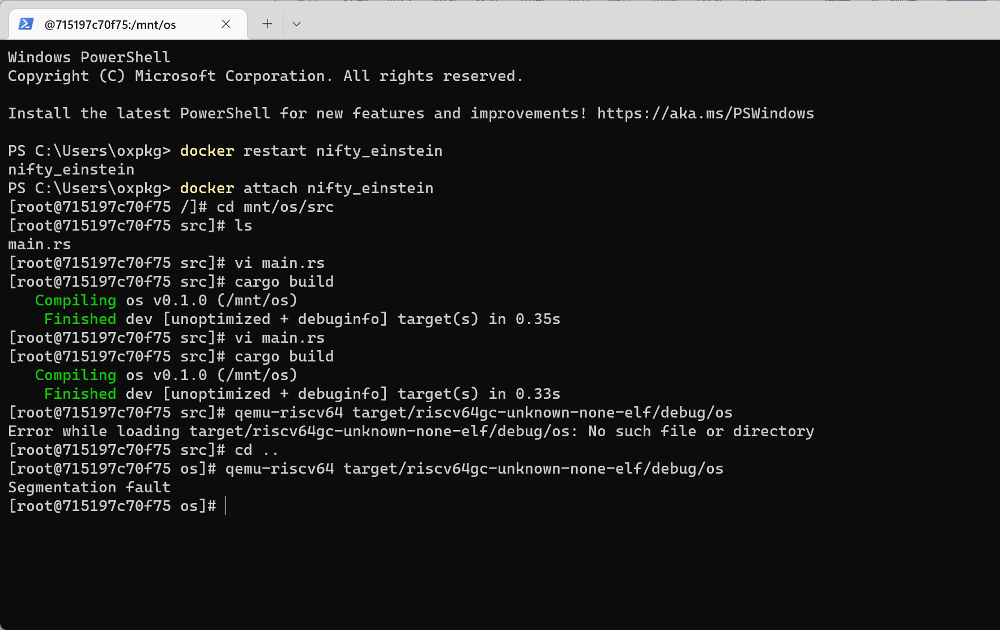 @715197c70f75:/mnt/os
Windows PowerShell
Copyright (C) Microsoft Corporation. All rights reserved.
Install the latest PowerShell for new features and improvements! https://aka.ms/PSWindows
PS C:\Users\oxpkg> docker restart nifty_einstein
nifty_einstein
PS C:\Users\oxpkg> docker attach nifty_einstein
[root@715197c70f75 /]# cd mnt/os/src
[root@715197c70f75 src]# ls
main.rs
[root@715197c70f75 src]# vi main.rs
[root@715197c70f75 src]# cargo build
   Compiling os v0.1.0 (/mnt/os)
    Finished dev [unoptimized + debuginfo] target(s) in 0.35s
[root@715197c70f75 src]# vi main.rs
[root@715197c70f75 src]# cargo build
   Compiling os v0.1.0 (/mnt/os)
    Finished dev [unoptimized + debuginfo] target(s) in 0.33s
[root@715197c70f75 src]# qemu-riscv64 target/riscv64gc-unknown-none-elf/debug/os
Error while loading target/riscv64gc-unknown-none-elf/debug/os: No such file or directory
[root@715197c70f75 src]# cd ..
[root@715197c70f75 os]# qemu-riscv64 target/riscv64gc-unknown-none-elf/debug/os
Segmentation fault
[root@715197c70f75 os]#